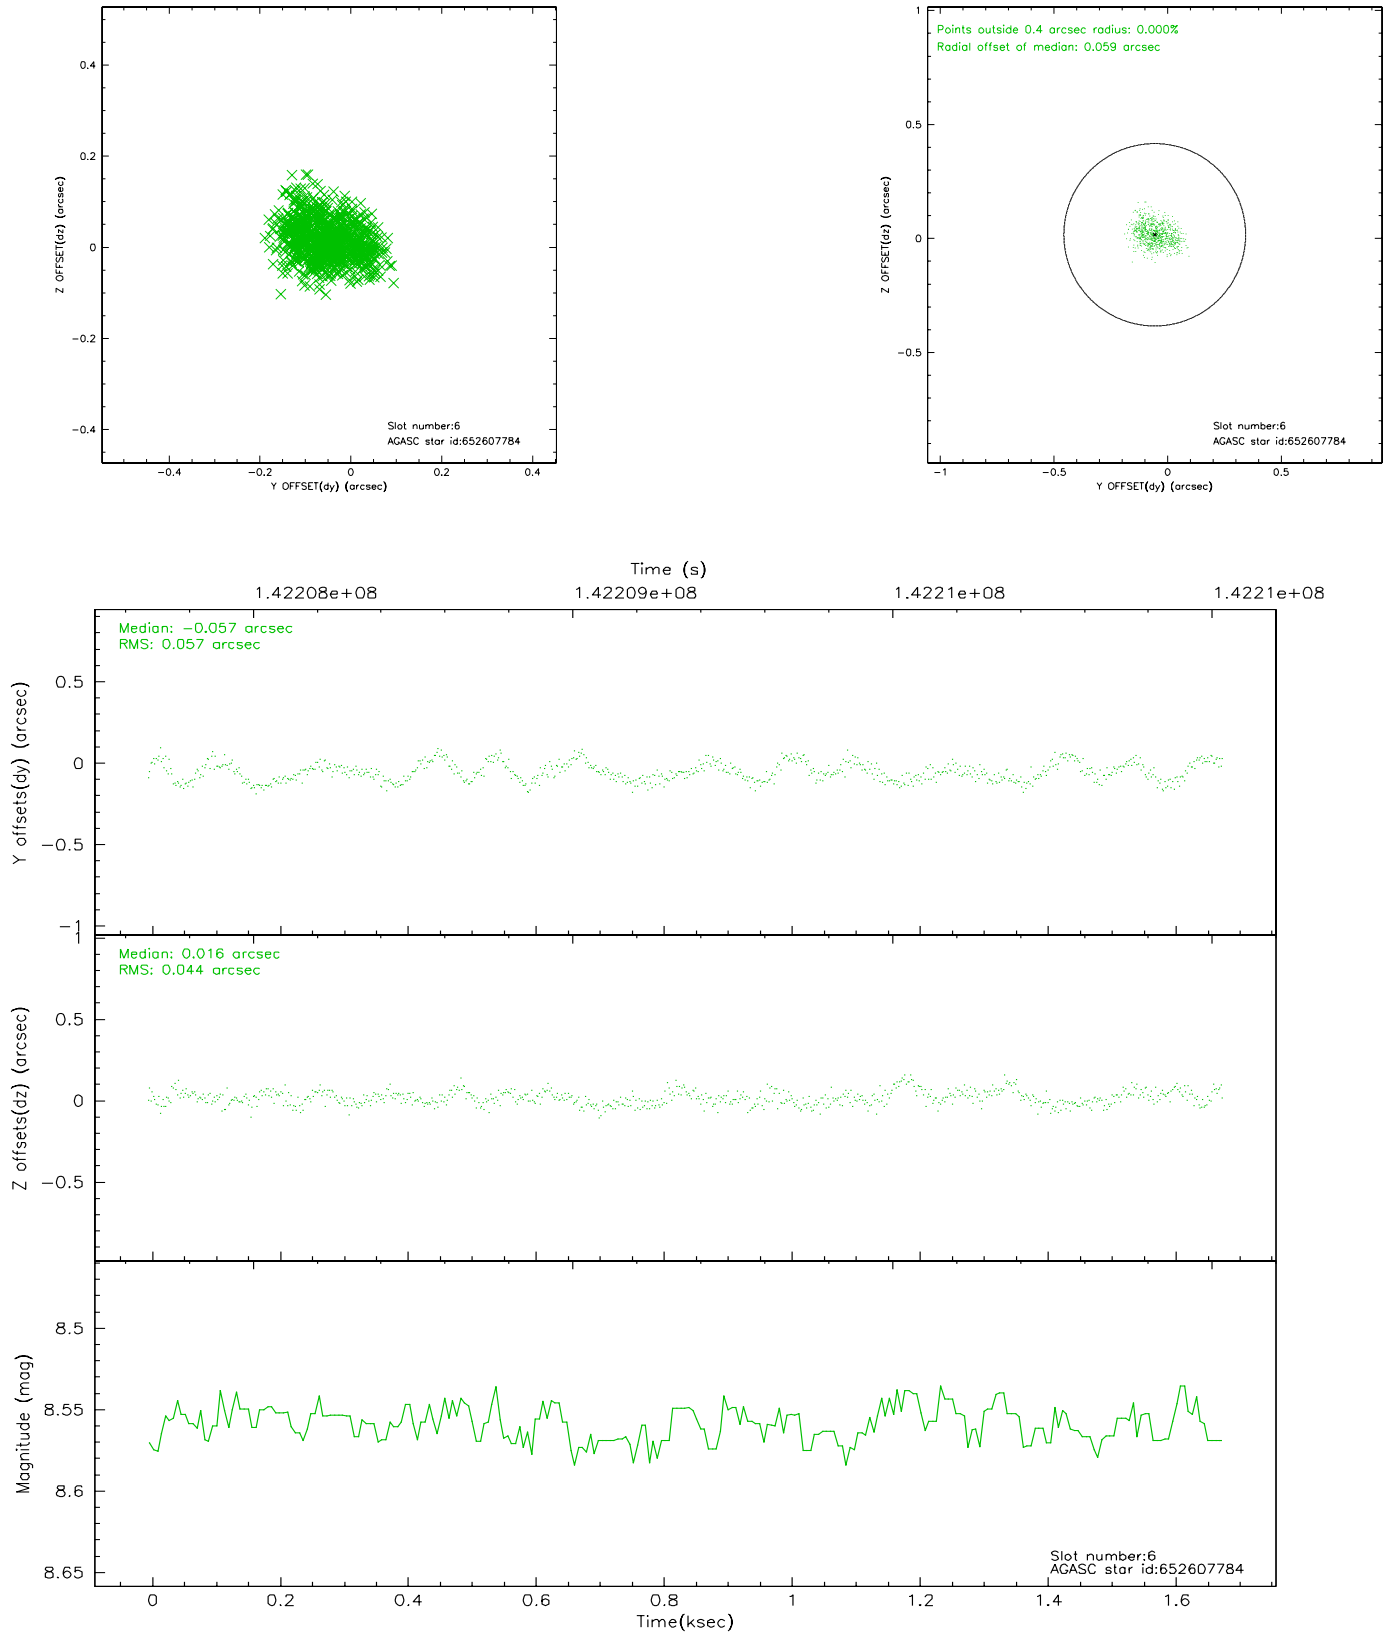 0.4
0.2
0
−0.2
−0.4
Z OFFSET(dz) (arcsec)
Slot number:6
AGASC star id:652607784
−0.4 −0.2 0 0.2 0.4
Y OFFSET(dy) (arcsec)
Points outside 0.4 arcsec radius: 0.000%
Radial offset of median: 0.059 arcsec
1
0.5
0
−0.5
Z OFFSET(dz) (arcsec)
Slot number:6
AGASC star id:652607784
−1 −0.5 0 0.5
Y OFFSET(dy) (arcsec)
Time (s)
1.42208e+08 1.42209e+08 1.4221e+08 1.4221e+08
Median: −0.057 arcsec
RMS: 0.057 arcsec
0.5
0
−0.5
−1
Y offsets(dy) (arcsec)
Median: 0.016 arcsec
RMS: 0.044 arcsec
1
0.5
0
−0.5
Z offsets(dz) (arcsec)
8.5
8.55
8.6
8.65
Magnitude (mag)
Slot number:6
AGASC star id:652607784
0 0.2 0.4 0.6 0.8 1 1.2 1.4 1.6
Time(ksec)